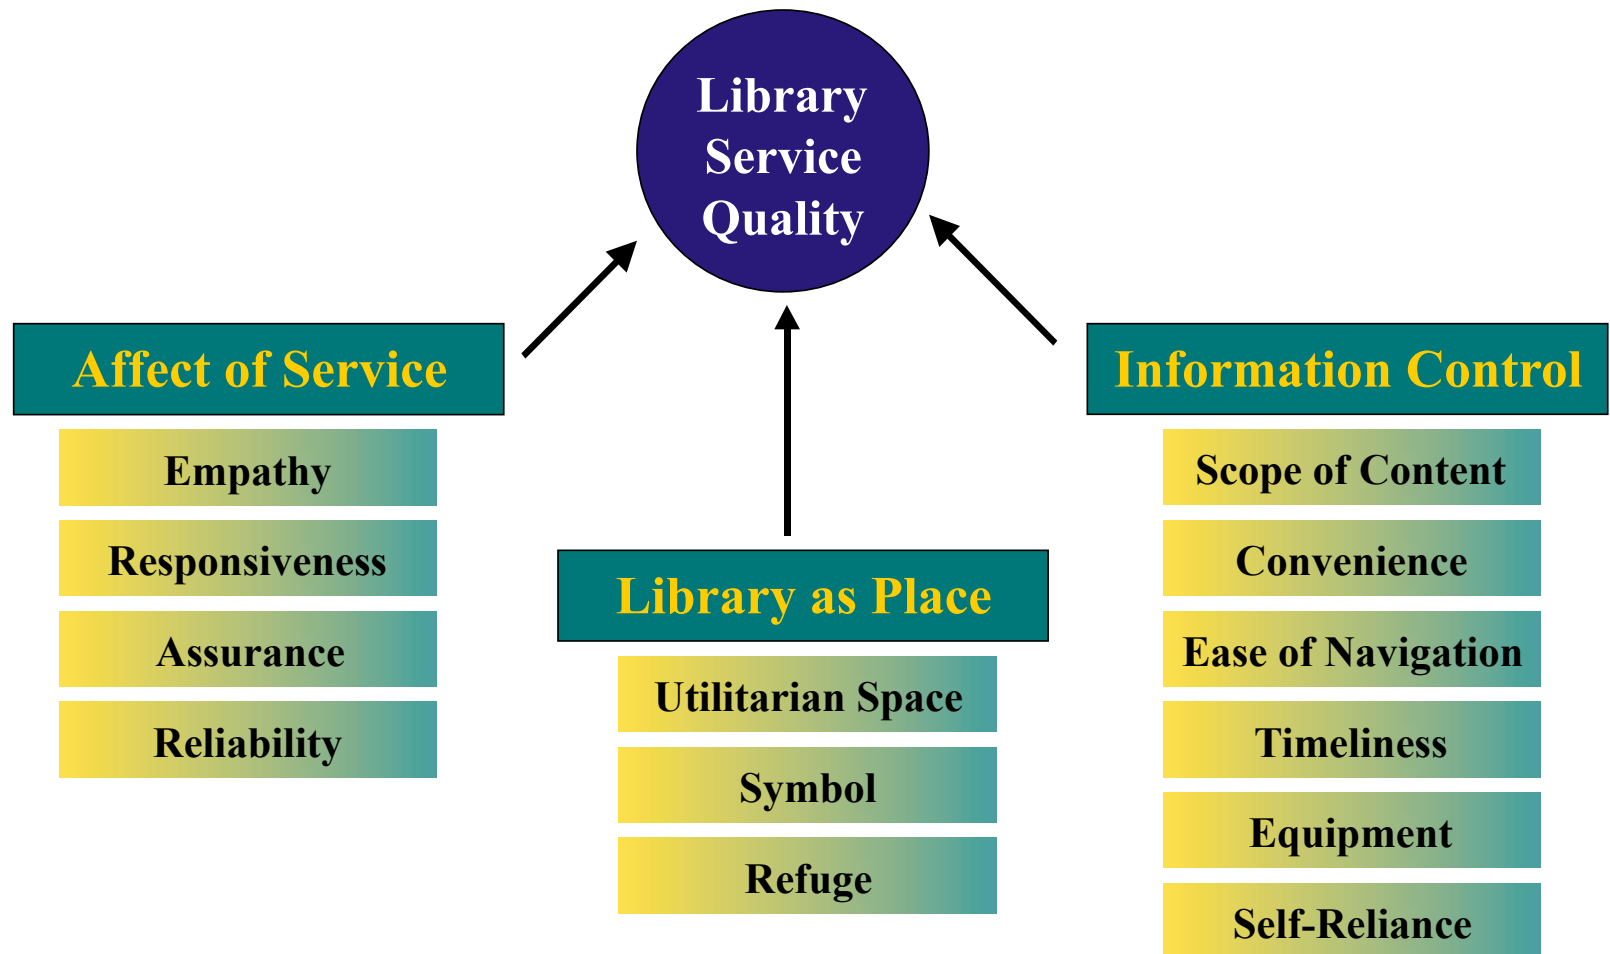 Library
Service
Quality
Affect of Service
Empathy
Responsiveness
Assurance
Reliability
Library as Place
Utilitarian Space
Symbol
Refuge
Information Control
Scope of Content
Convenience
Ease of Navigation
Timeliness
Equipment
Self-Reliance